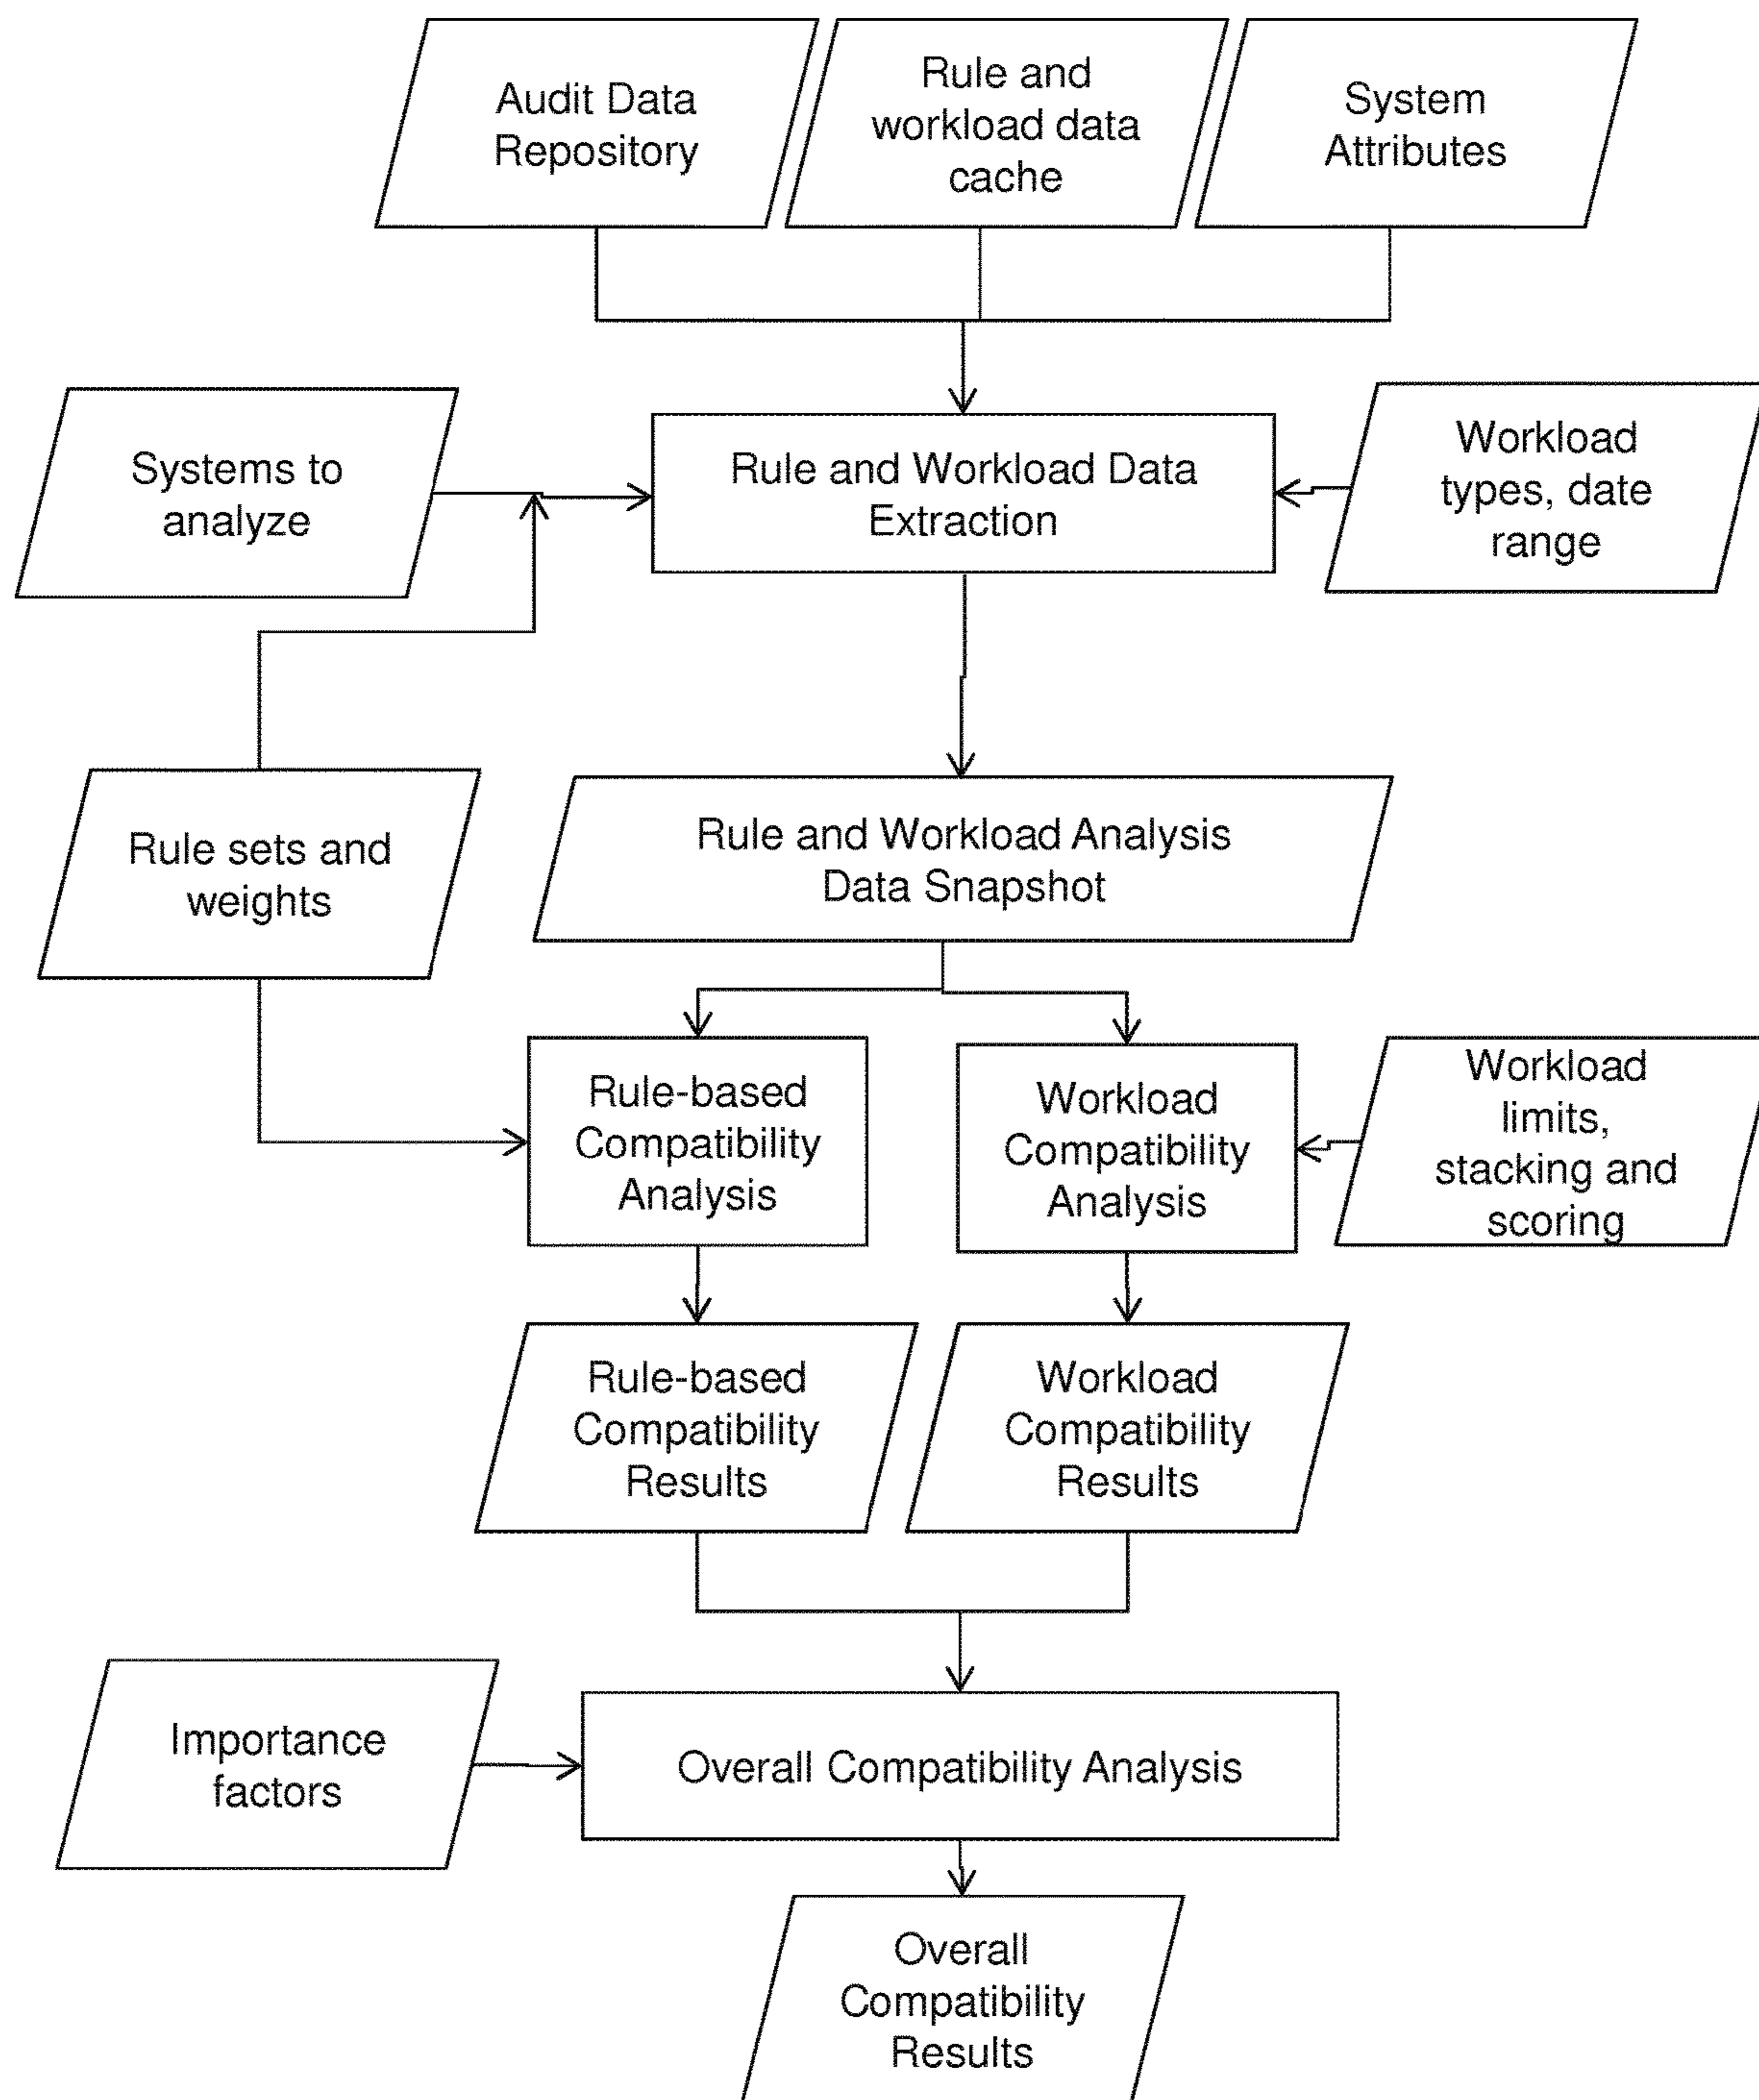 Audit Data
Repository
Rule and
workload data
cache
System
Attributes
Systems to
analyze
Rule and Workload Data
Extraction
Workload
types, date
range
Rule sets and
weights
Rule and Workload Analysis
Data Snapshot
Rule-based
Compatibility
Analysis
Workload
Compatibility
Analysis
Workload
limits,
stacking and
scoring
Rule-based
Compatibility
Results
Workload
Compatibility
Results
Importance
factors
Overall Compatibility Analysis
Overall
Compatibility
Results